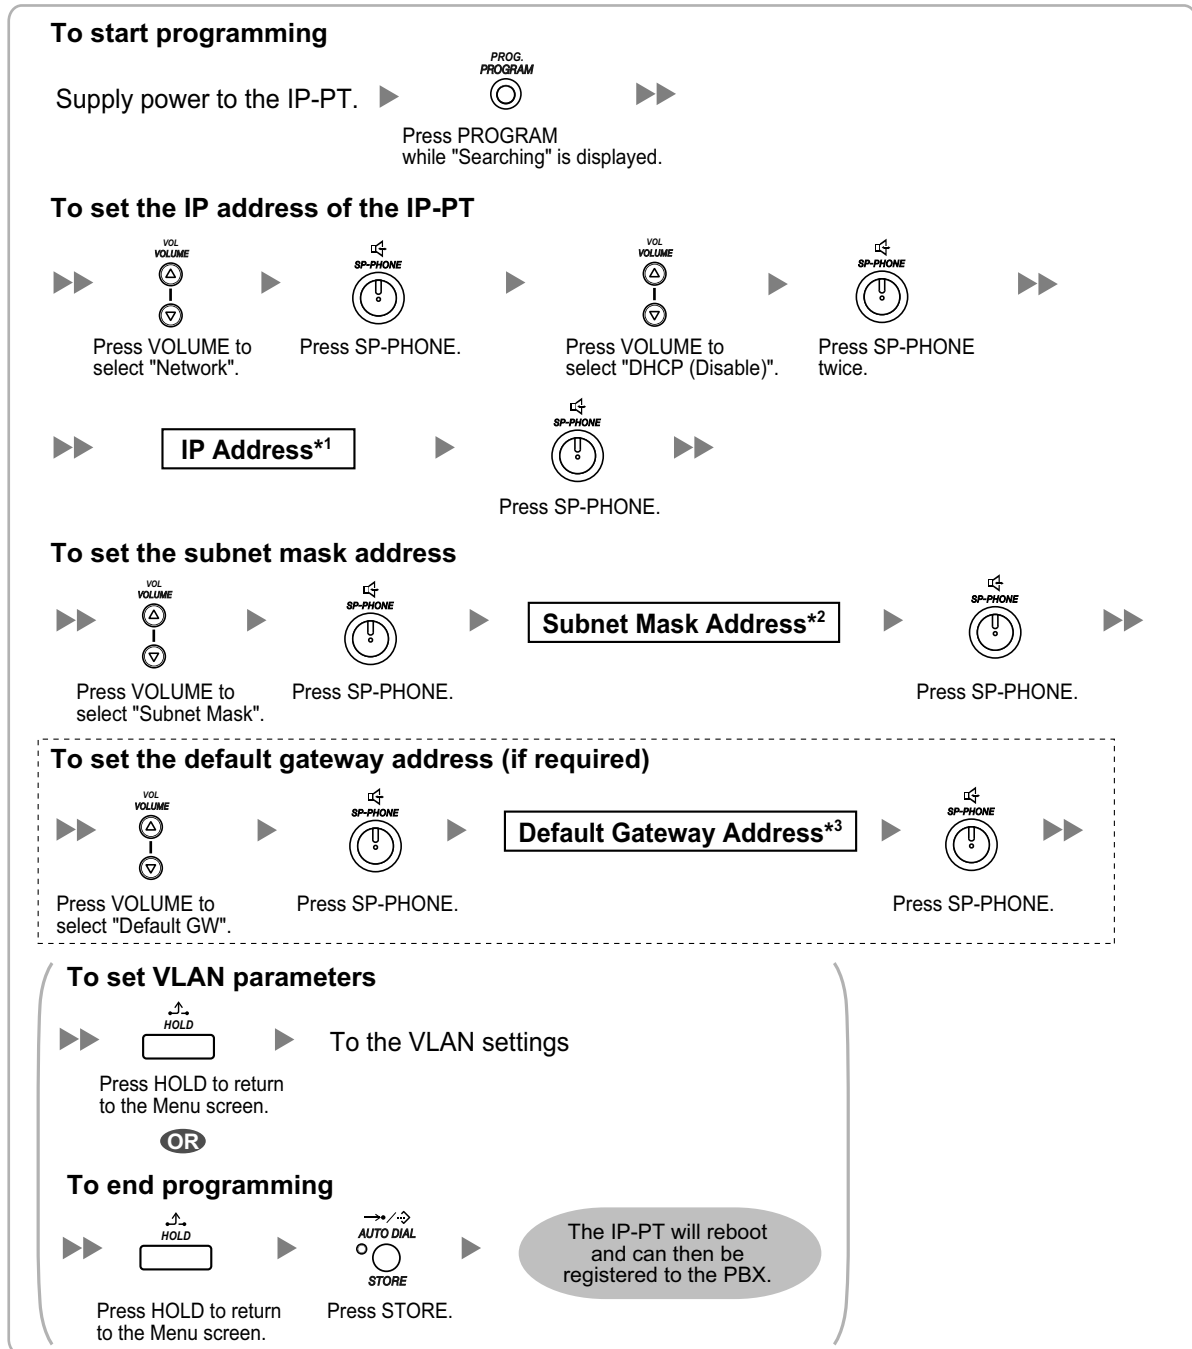 To start programming
PROG.
PROGRAM
Supply power to the IP-PT.
Press PROGRAM
while "Searching" is displayed.
To set the IP address of the IP-PT
VOL
VOLUME
SP-PHONE
VOL
VOLUME
SP-PHONE
Press VOLUME to
select "Network".
Press SP-PHONE.
Press VOLUME to
select "DHCP (Disable)".
Press SP-PHONE
twice.
IP Address*1
SP-PHONE
Press SP-PHONE.
To set the subnet mask address
VOL
VOLUME
SP-PHONE
Subnet Mask Address*2
SP-PHONE
Press VOLUME to
select "Subnet Mask".
Press SP-PHONE.
Press SP-PHONE.
To set the default gateway address (if required)
VOL
VOLUME
SP-PHONE
Default Gateway Address*3
SP-PHONE
Press VOLUME to
select "Default GW".
Press SP-PHONE.
Press SP-PHONE.
To set VLAN parameters
HOLD
To the VLAN settings
Press HOLD to return
to the Menu screen.
OR
To end programming
HOLD
AUTO DIAL
STORE
The IP-PT will reboot
and can then be
registered to the PBX.
Press HOLD to return
to the Menu screen.
Press STORE.